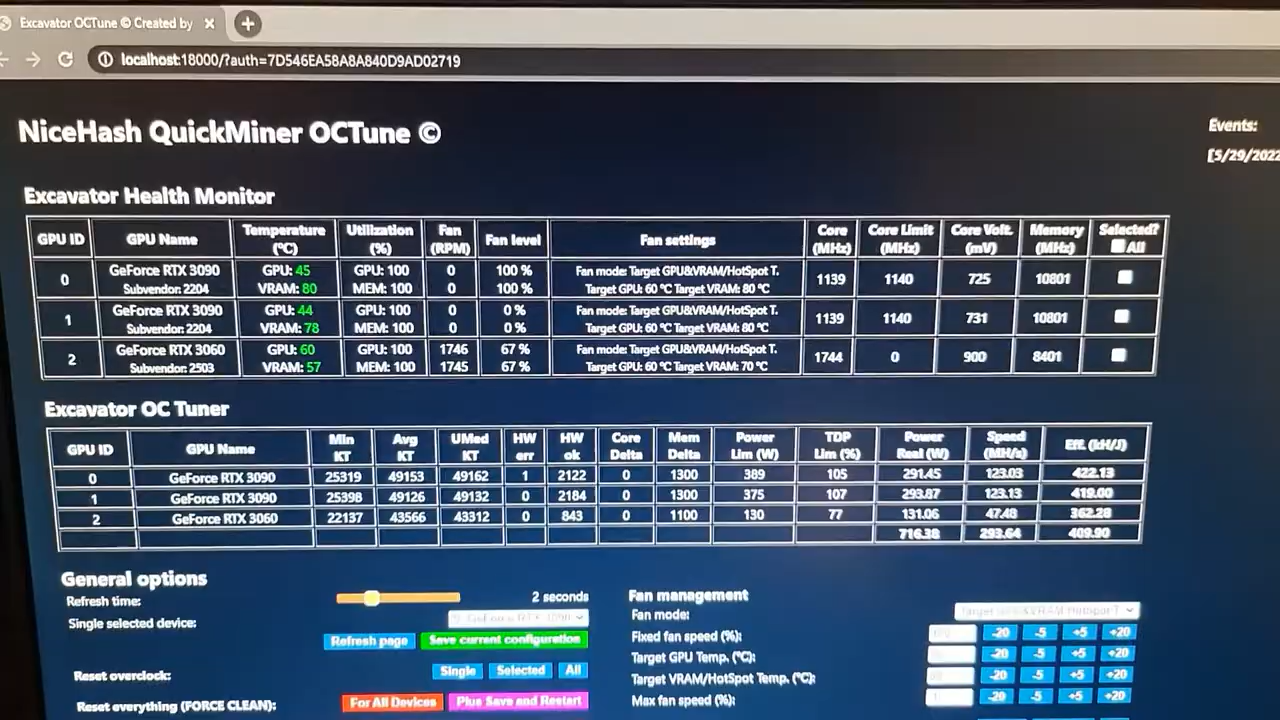 Excavator OCTune © Created by
localhost:18000/?auth=7D546EA58A8A840D9AD02719
NiceHash QuickMiner OCTune ©
Events:
[5/29/2022
Excavator Health Monitor
GPU ID GPU Name Temperature (°C) Utilization (%) Fan (RPM) Fan level Fan settings Core (MHz) Core Limit (MHz) Core Volt. (mV) Memory (MHz) Selected? All
0 GeForce RTX 3090 GPU: 45 GPU: 100 0 100 % Fan mode: Target GPU&VRAM/HotSpot T. 1139 1140 725 10801
Subvendor: 2204 VRAM: 80 MEM: 100 0 100 % Target GPU: 60 °C Target VRAM: 80 °C
1 GeForce RTX 3090 GPU: 44 GPU: 100 0 0 % Fan mode: Target GPU&VRAM/HotSpot T. 1139 1140 731 10801
Subvendor: 2204 VRAM: 78 MEM: 100 0 0 % Target GPU: 60 °C Target VRAM: 80 °C
2 GeForce RTX 3060 GPU: 60 GPU: 100 1746 67 % Fan mode: Target GPU&VRAM/HotSpot T. 1744 0 900 8401
Subvendor: 2503 VRAM: 57 MEM: 100 1745 67 % Target GPU: 60 °C Target VRAM: 70 °C
Excavator OC Tuner
GPU ID GPU Name Min KT Avg KT UMed KT HW err HW ok Core Delta Mem Delta Power Lim (W) TDP Lim (%) Power Real (W) Speed (MH/s) Eff. (kH/J)
0 GeForce RTX 3090 25319 49153 49162 1 2122 0 1300 389 105 291.45 123.03 422.13
1 GeForce RTX 3090 25398 49126 49132 0 2184 0 1300 375 107 293.87 123.13 419.00
2 GeForce RTX 3060 22137 43566 43312 0 843 0 1100 130 77 131.06 47.48 362.28
716.38 293.64 409.90
General options
Refresh time: 2 seconds
Single selected device:
Refresh page Save current configuration
Reset overclock: Single Selected All
Reset everything (FORCE CLEAN): For All Devices Plus Save and Restart
Fan management
Fan mode:
Fixed fan speed (%): -20 -5 +5 +20
Target GPU Temp. (°C): -20 -5 +5 +20
Target VRAM/HotSpot Temp. (°C): -20 -5 +5 +20
Max fan speed (%): -20 -5 +5 +20